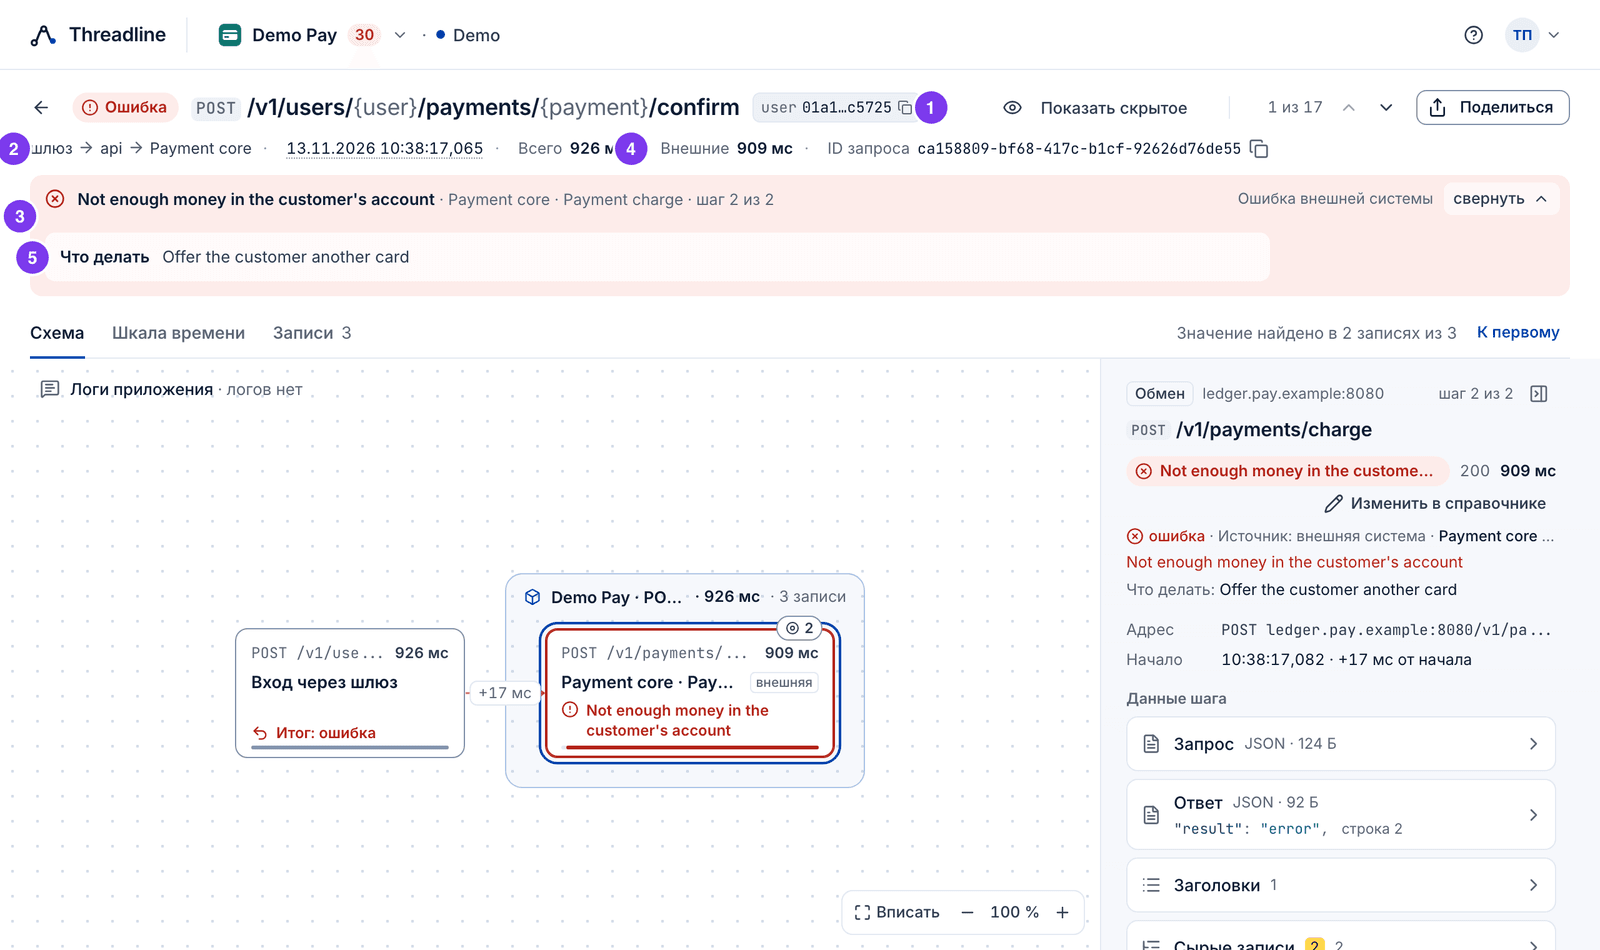 Threadline
Demo Pay 30 · Demo
ТП
Ошибка POST /v1/users/{user}/payments/{payment}/confirm user 01a1…c5725 1
Показать скрытое 1 из 17 Поделиться
2 шлюз → api → Payment core · 13.11.2026 10:38:17,065 · Всего 926 4 Внешние 909 мс · ID запроса ca158809-bf68-417c-b1cf-92626d76de55
3 Not enough money in the customer's account · Payment core · Payment charge · шаг 2 из 2 Ошибка внешней системы свернуть
5 Что делать Offer the customer another card
Схема Шкала времени Записи 3 Значение найдено в 2 записях из 3 К первому
Логи приложения · логов нет
POST /v1/use... 926 мс
Вход через шлюз
Итог: ошибка
+17 мс
Demo Pay · PO... · 926 мс · 3 записи
2
POST /v1/payments/... 909 мс
Payment core · Pay... внешняя
Not enough money in the
customer's account
Вписать − 100 % +
Обмен ledger.pay.example:8080 шаг 2 из 2
POST /v1/payments/charge
Not enough money in the custome... 200 909 мс
Изменить в справочнике
ошибка · Источник: внешняя система · Payment core ...
Not enough money in the customer's account
Что делать: Offer the customer another card
Адрес POST ledger.pay.example:8080/v1/pa...
Начало 10:38:17,082 · +17 мс от начала
Данные шага
Запрос JSON · 124 Б
Ответ JSON · 92 Б
"result": "error", строка 2
Заголовки 1
Сырые записи 2 2